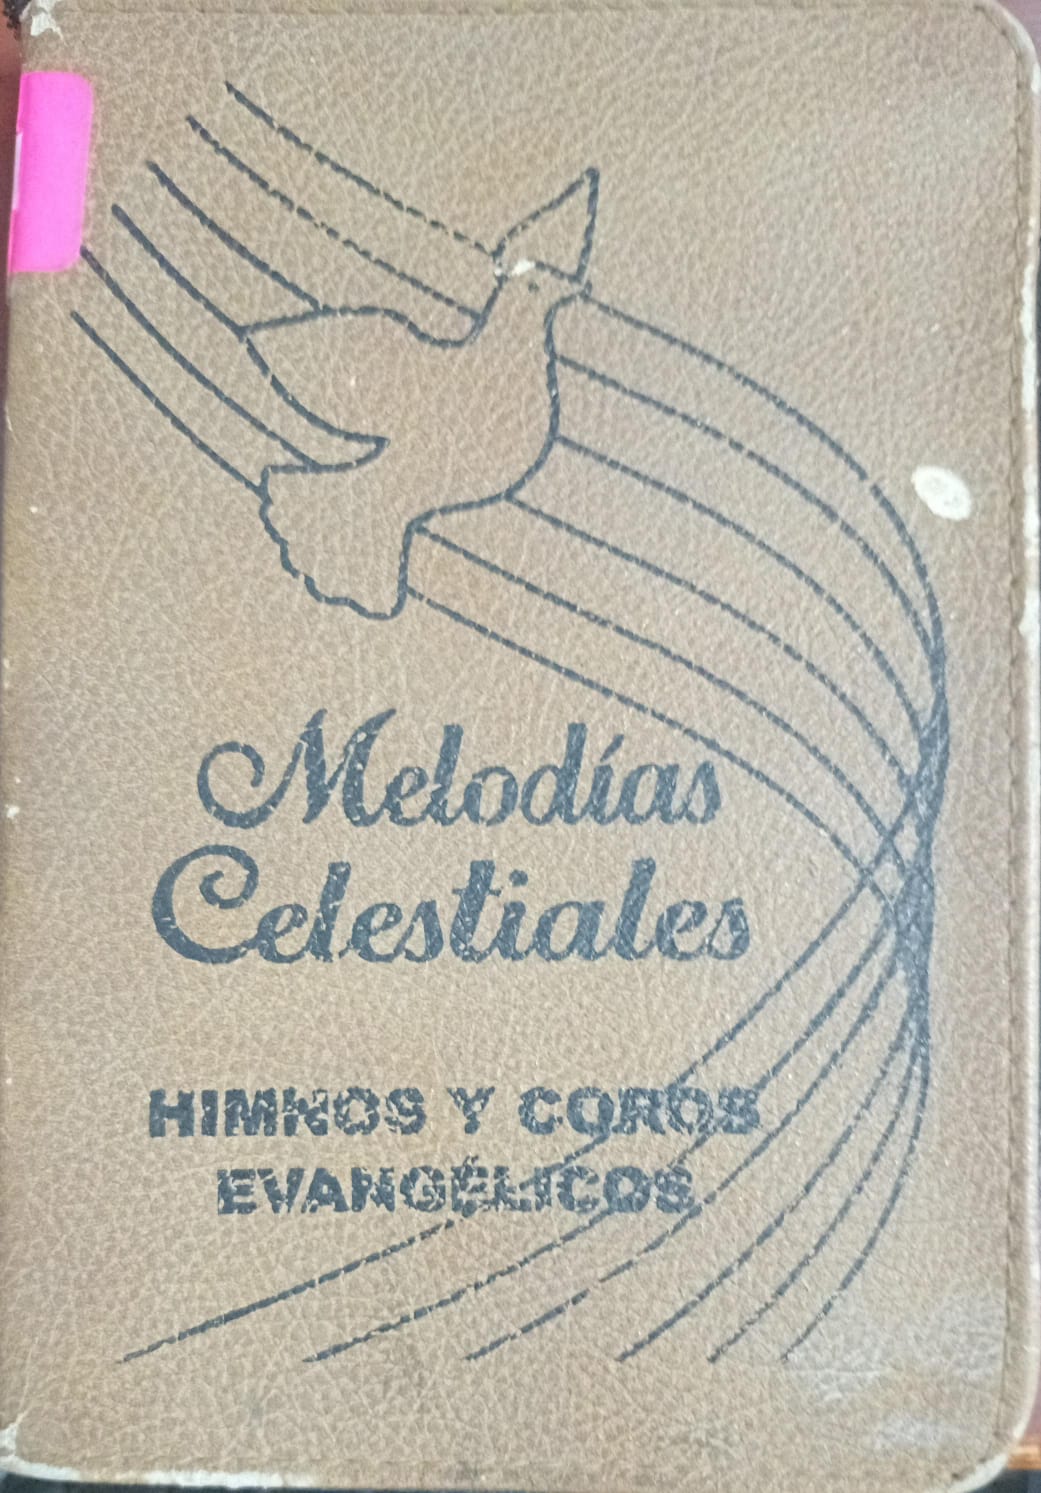 Melodías
Celestiales
HIMNOS Y COROS
EVANGÉLICOS